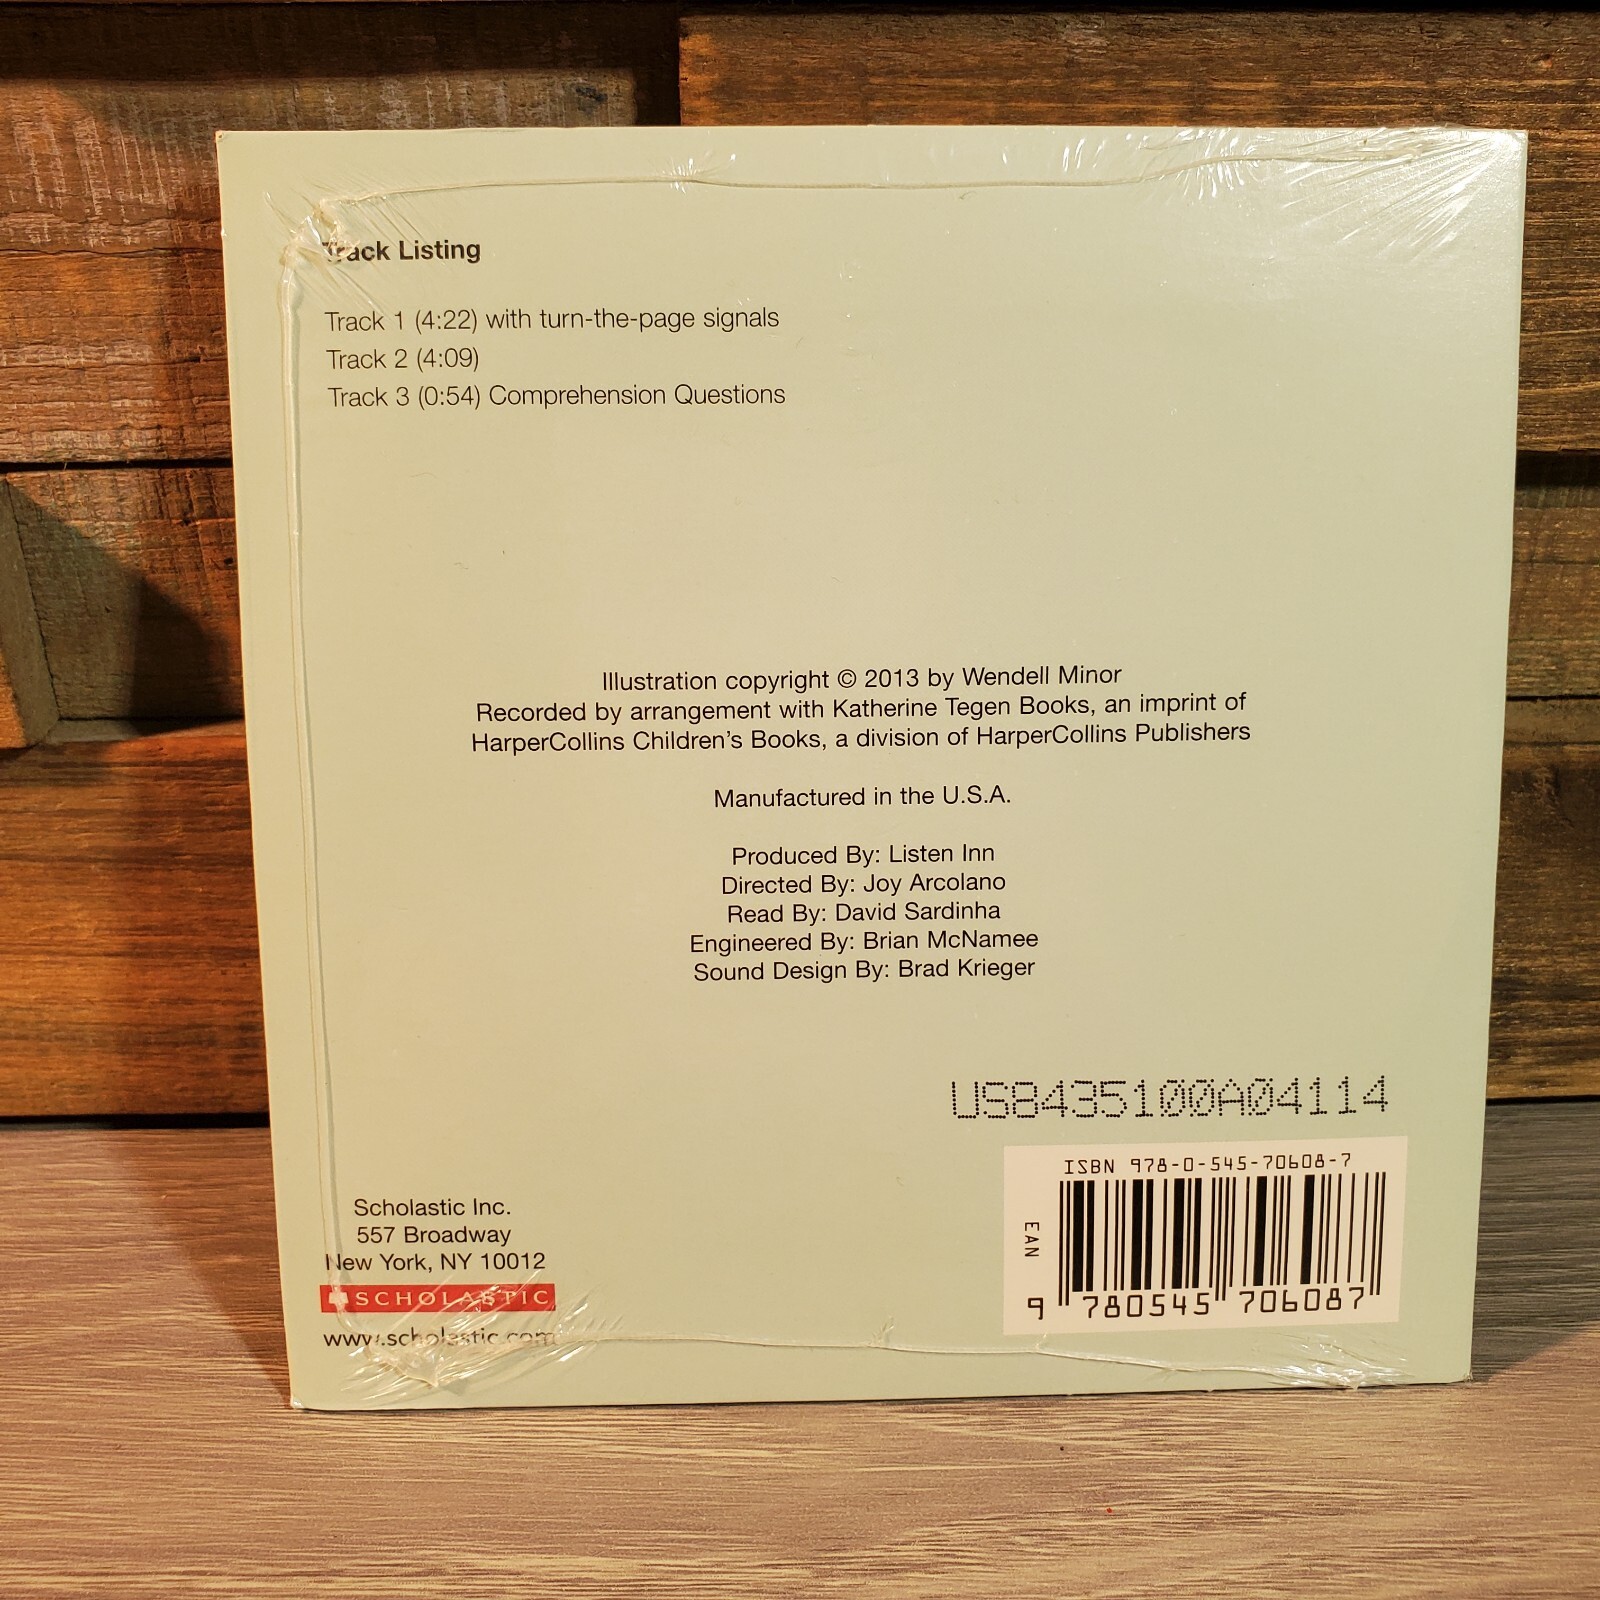 Track Listing
Track 1 (4:22) with turn-the-page signals
Track 2 (4:09)
Track 3 (0:54) Comprehension Questions
Illustration copyright © 2013 by Wendell Minor
Recorded by arrangement with Katherine Tegen Books, an imprint of
HarperCollins Children's Books, a division of HarperCollins Publishers
Manufactured in the U.S.A.
Produced By: Listen Inn
Directed By: Joy Arcolano
Read By: David Sardinha
Engineered By: Brian McNamee
Sound Design By: Brad Krieger
US8435100A04114
ISBN 978-0-545-70608-7
EAN
9 780545 706087
Scholastic Inc.
557 Broadway
New York, NY 10012
SCHOLASTIC
www.scholastic.com